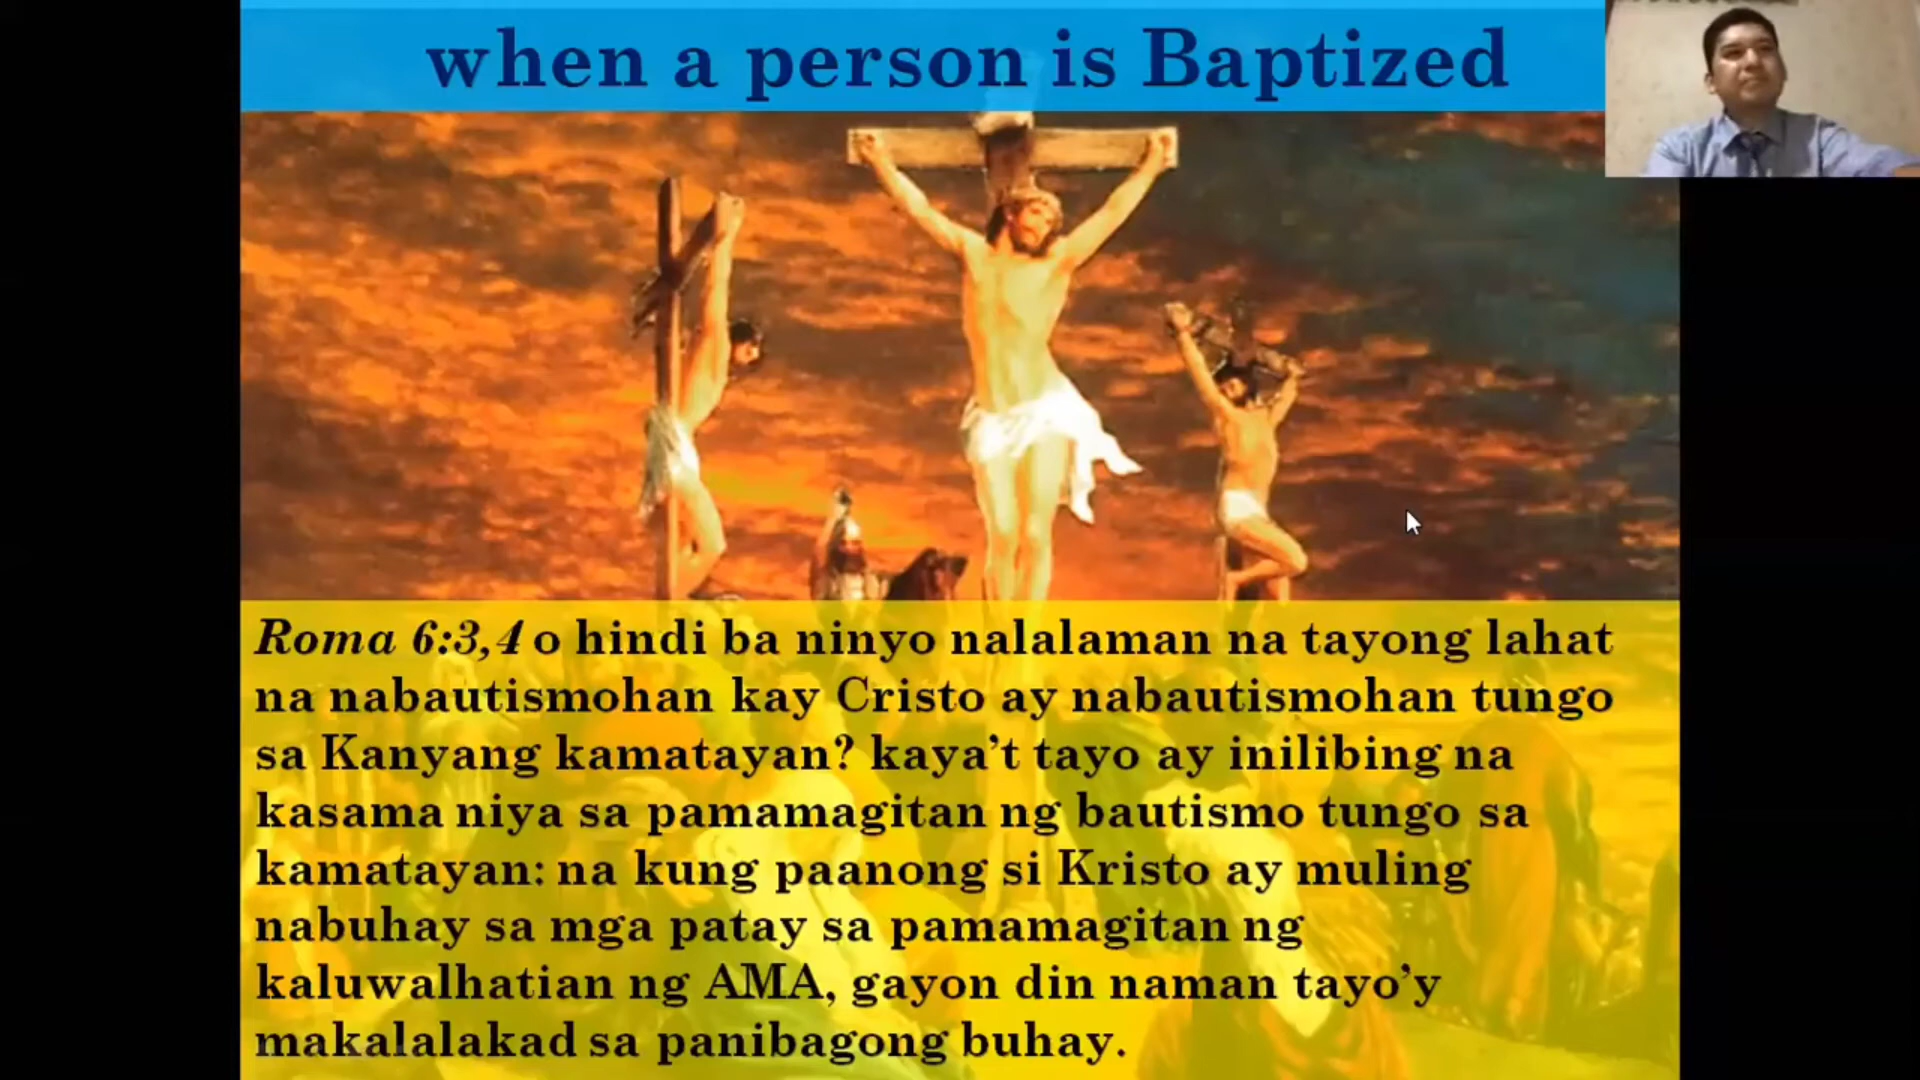 when a person is Baptized
Roma 6:3,4 o hindi ba ninyo nalalaman na tayong lahat
na nabautismohan kay Cristo ay nabautismohan tungo
sa Kanyang kamatayan? kaya’t tayo ay inilibing na
kasama niya sa pamamagitan ng bautismo tungo sa
kamatayan: na kung paanong si Kristo ay muling
nabuhay sa mga patay sa pamamagitan ng
kaluwalhatian ng AMA, gayon din naman tayo’y
makalalakad sa panibagong buhay.